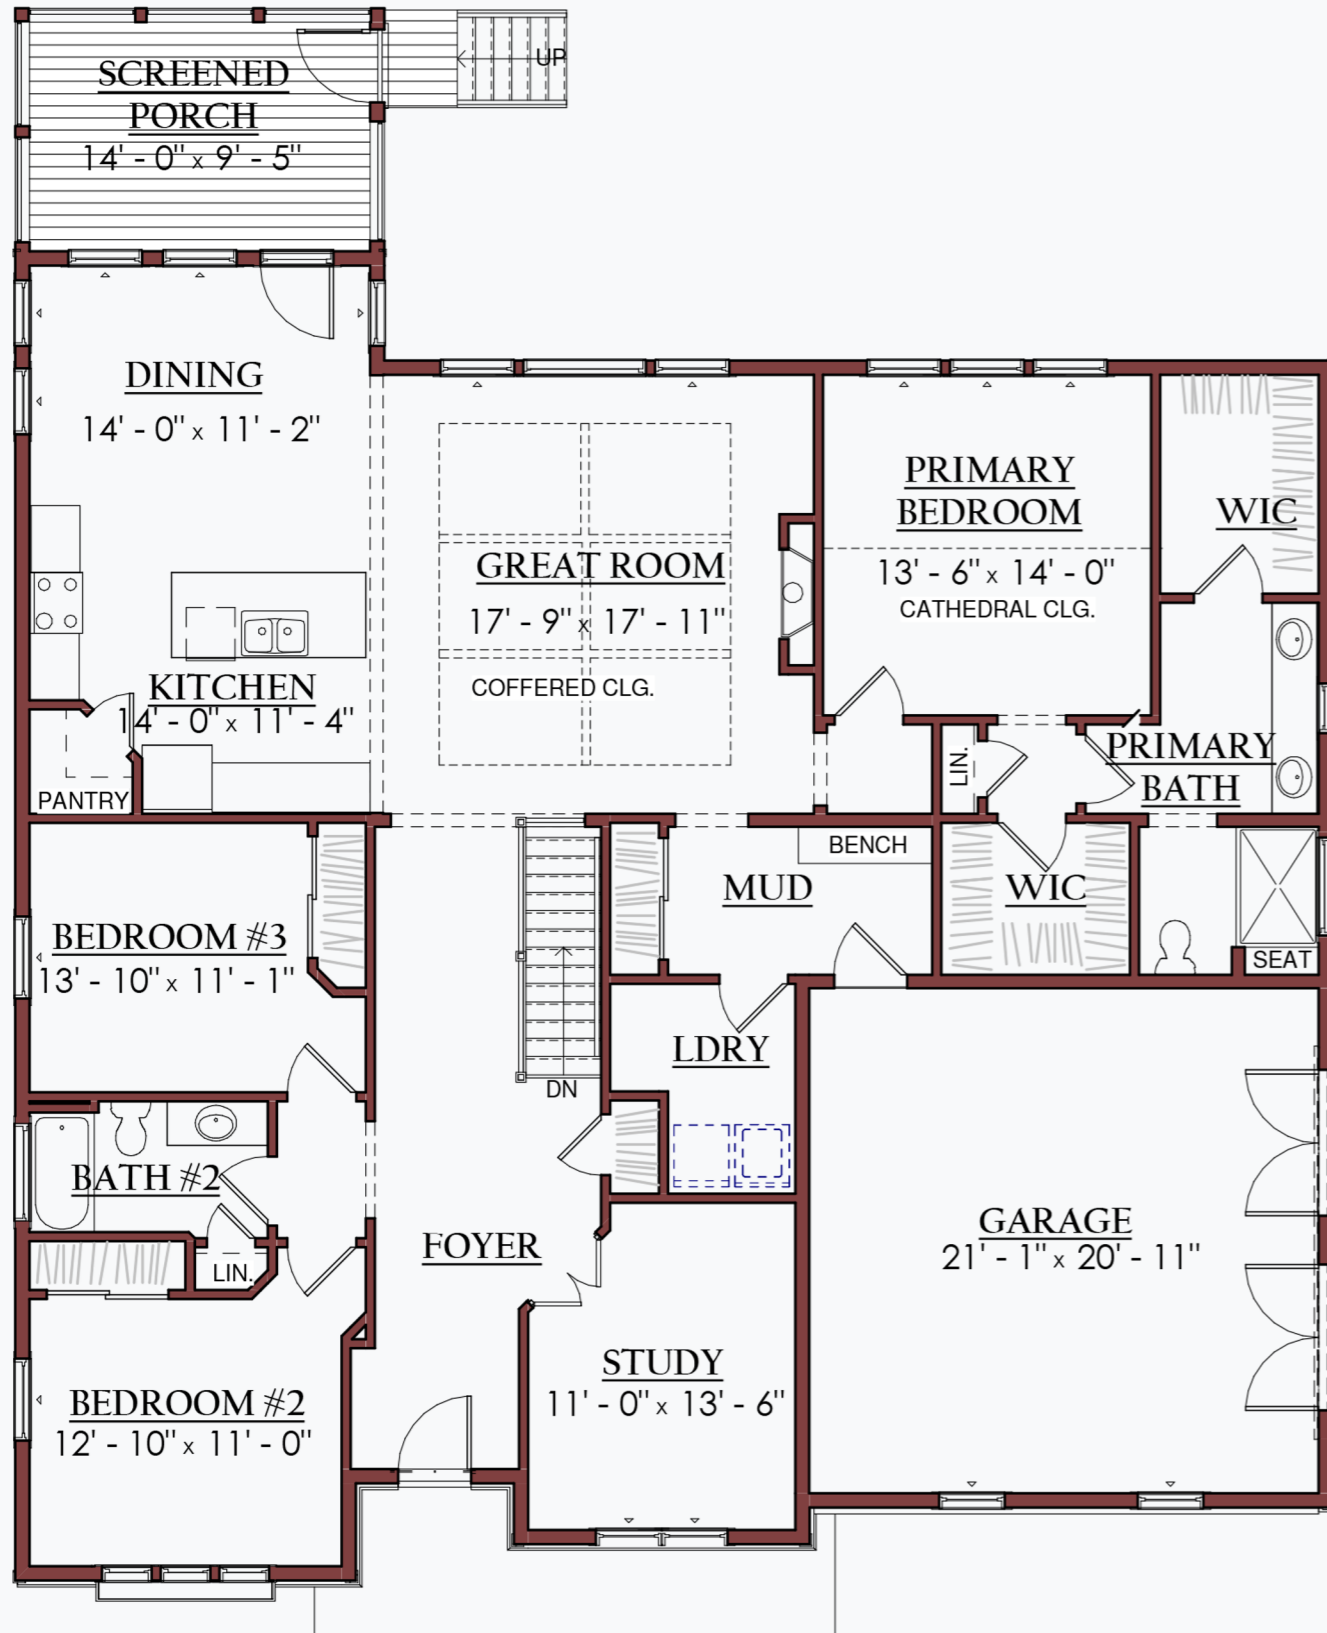 UP
SCREENED
PORCH
14' - 0" x 9' - 5"
DINING
14' - 0" x 11' - 2"
GREAT ROOM
17' - 9" x 17' - 11"
COFFERED CLG.
PRIMARY
BEDROOM
13' - 6" x 14' - 0"
CATHEDRAL CLG.
WIC
KITCHEN
14' - 0" x 11' - 4"
PANTRY
LIN.
PRIMARY
BATH
BENCH
MUD
WIC
SEAT
BEDROOM #3
13' - 10" x 11' - 1"
DN
LDRY
BATH #2
LIN.
FOYER
GARAGE
21' - 1" x 20' - 11"
STUDY
11' - 0" x 13' - 6"
BEDROOM #2
12' - 10" x 11' - 0"